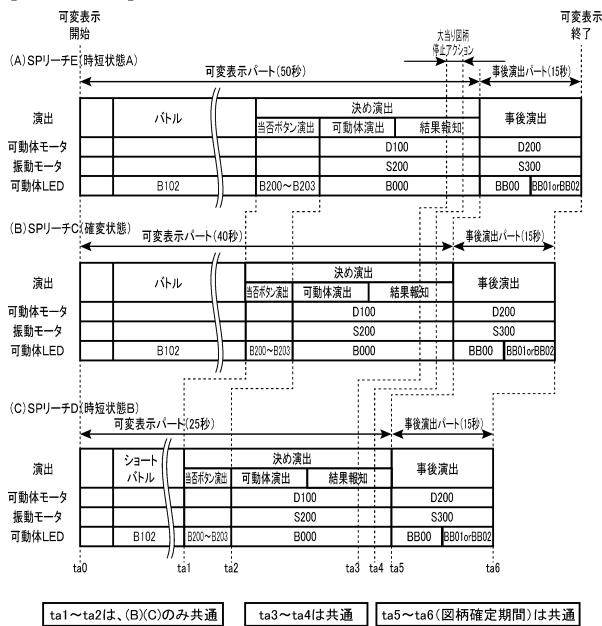 可変表示
開始
可変表示
終了
大当り図柄
停止アクション
(A)SPリーチE(時短状態A)
可変表示パート(50秒)
事後演出パート(15秒)
演出
バトル
決め演出
事後演出
当否ボタン演出
可動体演出
結果報知
可動体モータ
D100
D200
振動モータ
S200
S300
可動体LED
B102
B200～B203
B000
BB00
BB01orBB02
(B)SPリーチC(確変状態)
可変表示パート(40秒)
事後演出パート(15秒)
演出
バトル
決め演出
事後演出
当否ボタン演出
可動体演出
結果報知
可動体モータ
D100
D200
振動モータ
S200
S300
可動体LED
B102
B200～B203
B000
BB00
BB01orBB02
(C)SPリーチD(時短状態B)
可変表示パート(25秒)
事後演出パート(15秒)
演出
ショート
バトル
決め演出
事後演出
当否ボタン演出
可動体演出
結果報知
可動体モータ
D100
D200
振動モータ
S200
S300
可動体LED
B102
B200～B203
B000
BB00
BB01orBB02
ta0
ta1
ta2
ta3
ta4
ta5
ta6
ta1～ta2は、(B)(C)のみ共通
ta3～ta4は共通
ta5～ta6(図柄確定期間)は共通